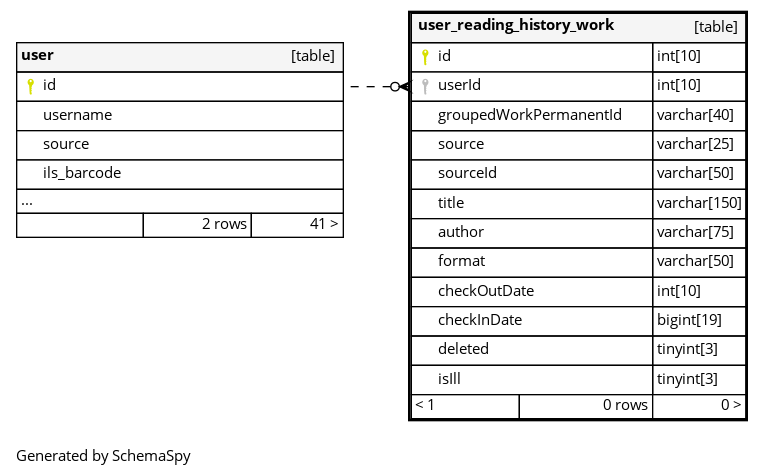 user [table]
id
username
source
ils_barcode
...
2 rows 41 >
user_reading_history_work [table]
id int[10]
userId int[10]
groupedWorkPermanentId varchar[40]
source varchar[25]
sourceId varchar[50]
title varchar[150]
author varchar[75]
format varchar[50]
checkOutDate int[10]
checkInDate bigint[19]
deleted tinyint[3]
isIll tinyint[3]
< 1 0 rows 0 >
Generated by SchemaSpy